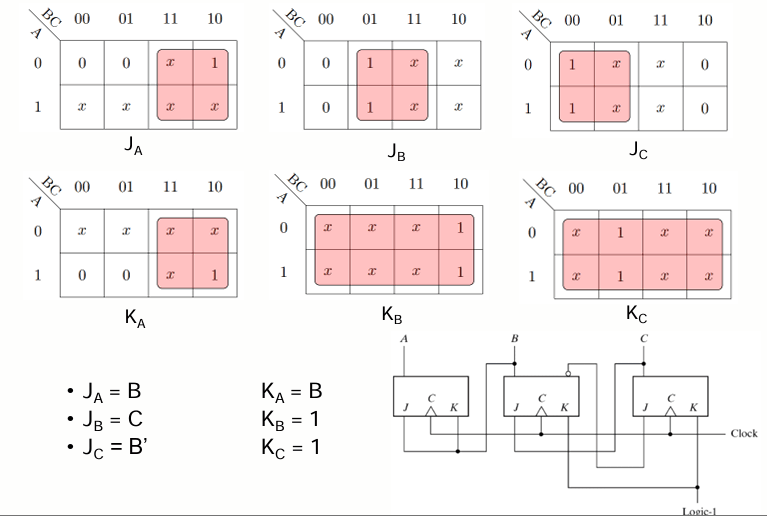 BC 00 01 11 10
A
0 0 0 x 1
1 x x x x
J_A
BC 00 01 11 10
A
0 0 1 x x
1 0 1 x x
J_B
BC 00 01 11 10
A
0 1 x x 0
1 1 x x 0
J_C
BC 00 01 11 10
A
0 x x x x
1 0 0 x 1
K_A
BC 00 01 11 10
A
0 x x x 1
1 x x x 1
K_B
BC 00 01 11 10
A
0 x 1 x x
1 x 1 x x
K_C
• J_A = B K_A = B
• J_B = C K_B = 1
• J_C = B’ K_C = 1
A B C
J C K J C K J C K
Clock
Logic-1